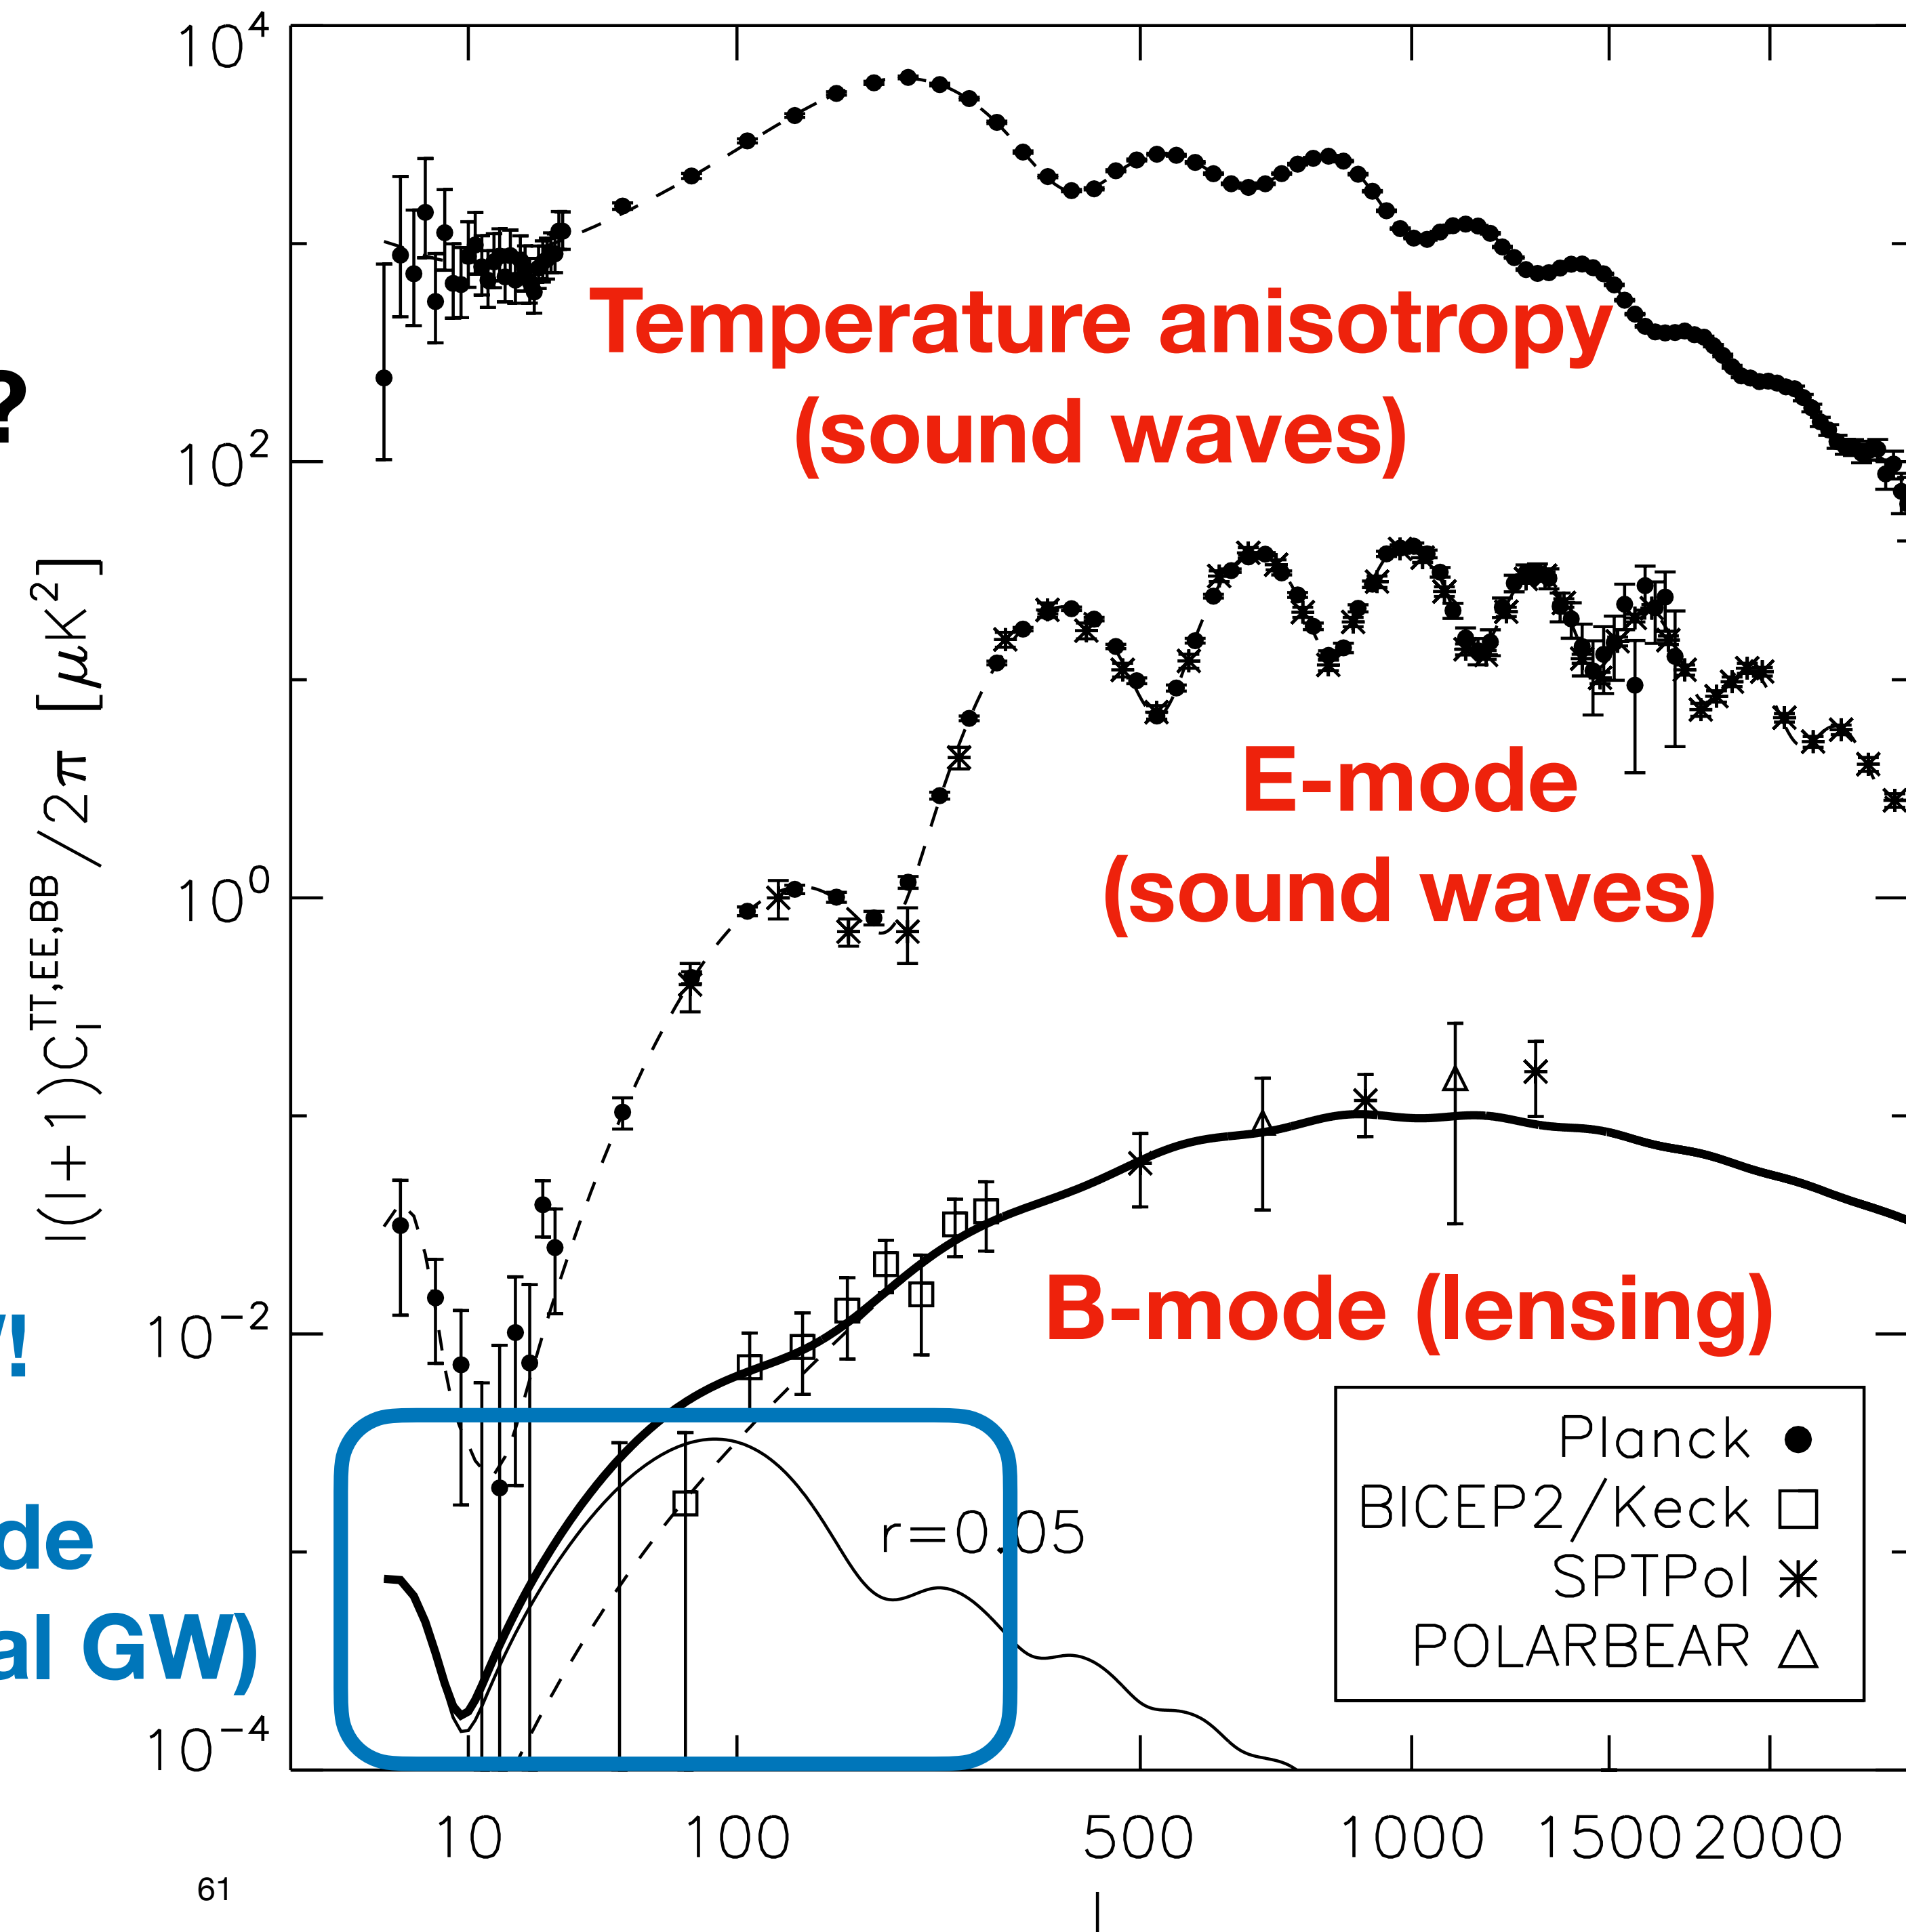 10⁴
Temperature anisotropy
(sound waves)
?
10²
l(l+1)C_l^TT,EE,BB/2π [μK²]
E-mode
(sound waves)
10⁰
B-mode (lensing)
!
10⁻²
Planck
BICEP2/Keck
SPTPol
POLARBEAR
r=0.05
de
al GW)
10⁻⁴
10 100 500 1000 1500 2000
61
l